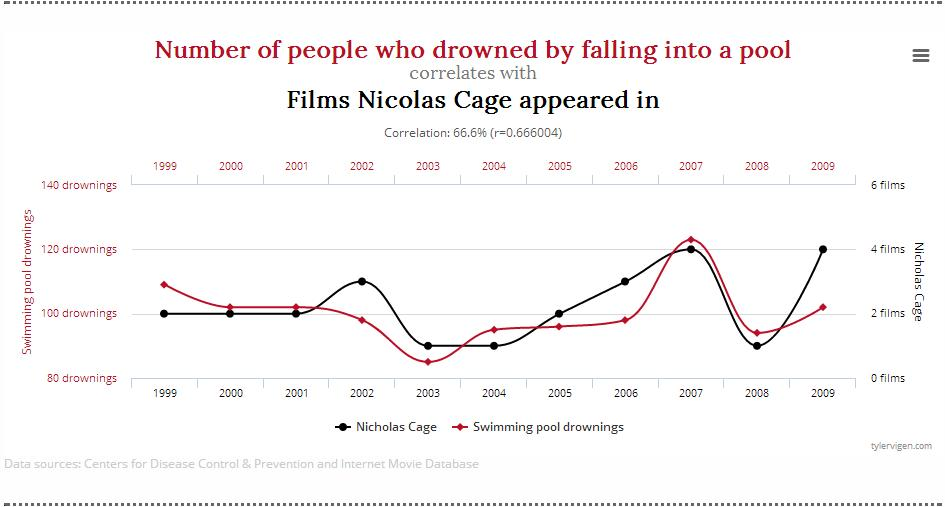 Number of people who drowned by falling into a pool
correlates with
Films Nicolas Cage appeared in
Correlation: 66.6% (r=0.666004)
1999 2000 2001 2002 2003 2004 2005 2006 2007 2008 2009
Swimming pool drownings
140 drownings
120 drownings
100 drownings
80 drownings
6 films
4 films
2 films
0 films
Nicholas Cage
1999 2000 2001 2002 2003 2004 2005 2006 2007 2008 2009
Nicholas Cage Swimming pool drownings
tylervigen.com
Data sources: Centers for Disease Control & Prevention and Internet Movie Database